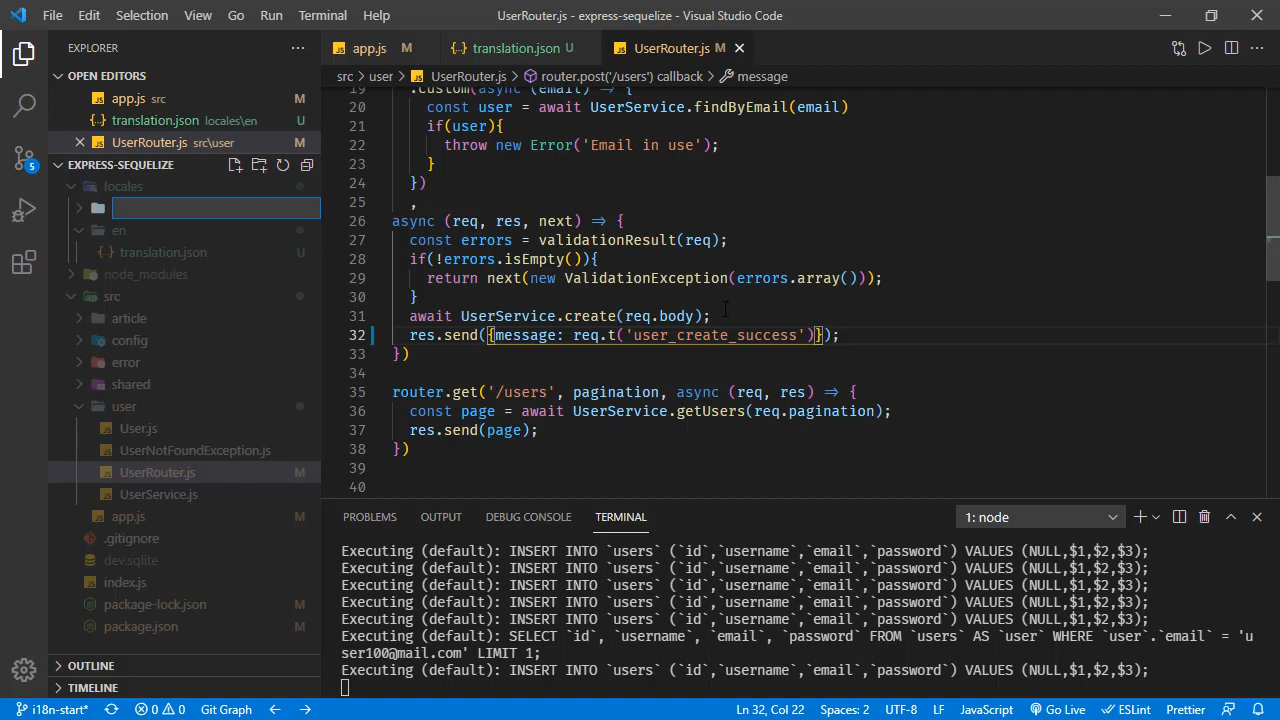 File Edit Selection View Go Run Terminal Help
UserRouter.js - express-sequelize - Visual Studio Code
EXPLORER
OPEN EDITORS
app.js src M
translation.json locales\en U
UserRouter.js src\user M
EXPRESS-SEQUELIZE
locales
en
translation.json U
node_modules
src
article
config
error
shared
user
User.js
UserNotFoundException.js
UserRouter.js M
UserService.js
app.js M
.gitignore
dev.sqlite
index.js
package-lock.json
package.json
OUTLINE
TIMELINE
app.js M
translation.json U
UserRouter.js M
src > user > UserRouter.js > router.post('/users') callback > message
19 .custom(async (email) => {
20 const user = await UserService.findByEmail(email)
21 if(user){
22 throw new Error('Email in use');
23 }
24 })
25 ,
26 async (req, res, next) => {
27 const errors = validationResult(req);
28 if(!errors.isEmpty()){
29 return next(new ValidationException(errors.array()));
30 }
31 await UserService.create(req.body);
32 res.send({message: req.t('user_create_success')});
33 })
34
35 router.get('/users', pagination, async (req, res) => {
36 const page = await UserService.getUsers(req.pagination);
37 res.send(page);
38 })
39
40
PROBLEMS OUTPUT DEBUG CONSOLE TERMINAL
1: node
Executing (default): INSERT INTO `users` (`id`,`username`,`email`,`password`) VALUES (NULL,$1,$2,$3);
Executing (default): INSERT INTO `users` (`id`,`username`,`email`,`password`) VALUES (NULL,$1,$2,$3);
Executing (default): INSERT INTO `users` (`id`,`username`,`email`,`password`) VALUES (NULL,$1,$2,$3);
Executing (default): INSERT INTO `users` (`id`,`username`,`email`,`password`) VALUES (NULL,$1,$2,$3);
Executing (default): INSERT INTO `users` (`id`,`username`,`email`,`password`) VALUES (NULL,$1,$2,$3);
Executing (default): SELECT `id`, `username`, `email`, `password` FROM `users` AS `user` WHERE `user`.`email` = 'u
ser100@mail.com' LIMIT 1;
Executing (default): INSERT INTO `users` (`id`,`username`,`email`,`password`) VALUES (NULL,$1,$2,$3);
5
i18n-start* 0 0 Git Graph
Ln 32, Col 22 Spaces: 2 UTF-8 LF JavaScript Go Live ESLint Prettier